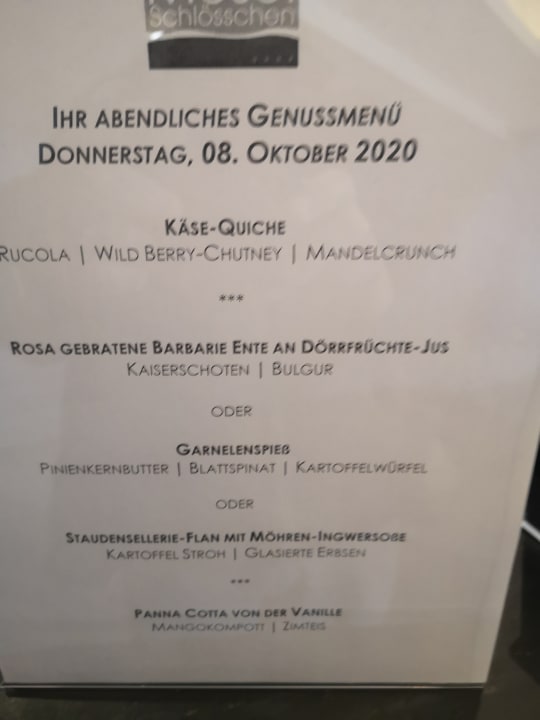 Schlösschen
IHR ABENDLICHES GENUSSMENÜ
DONNERSTAG, 08. OKTOBER 2020
KÄSE-QUICHE
RUCOLA | WILD BERRY-CHUTNEY | MANDELCRUNCH
***
ROSA GEBRATENE BARBARIE ENTE AN DÖRRFRÜCHTE-JUS
KAISERSCHOTEN | BULGUR
ODER
GARNELENSPIEß
PINIENKERNBUTTER | BLATTSPINAT | KARTOFFELWÜRFEL
ODER
STAUDENSELLERIE-FLAN MIT MÖHREN-INGWERSOßE
KARTOFFEL STROH | GLASIERTE ERBSEN
***
PANNA COTTA VON DER VANILLE
MANGOKOMPOTT | ZIMTEIS